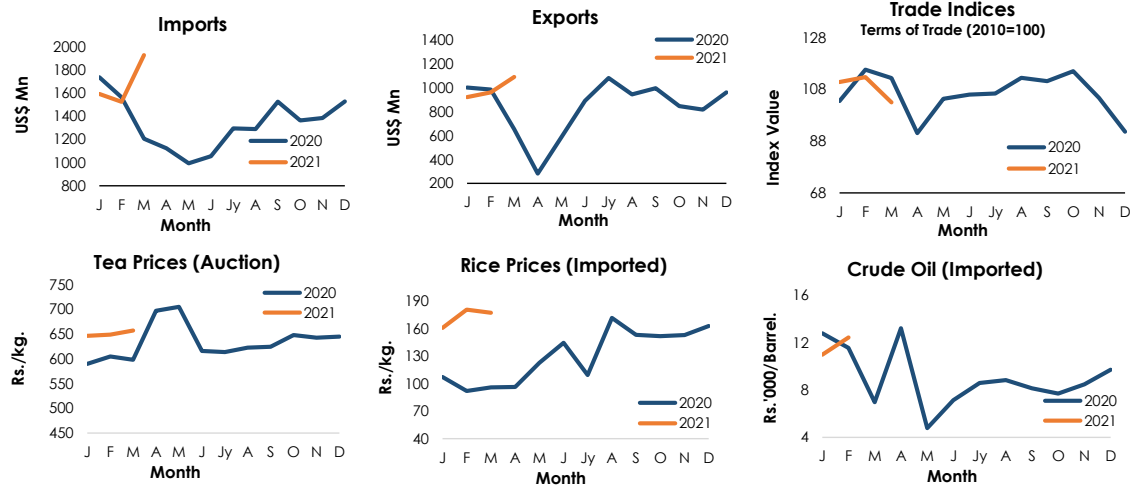 Imports
US$ Mn
2000
1800
1600
1400
1200
1000
800
2020
2021
J F M A M J Jy A S O N D
Month
Exports
US$ Mn
1400
1200
1000
800
600
400
200
2020
2021
J F M A M J Jy A S O N D
Month
Trade Indices
Terms of Trade (2010=100)
Index Value
128
108
88
68
2020
2021
J F M A M J Jy A S O N D
Month
Tea Prices (Auction)
Rs./kg.
750
700
650
600
550
500
450
2020
2021
J F M A M J Jy A S O N D
Month
Rice Prices (Imported)
Rs./kg.
190
160
130
100
70
40
2020
2021
J F M A M J Jy A S O N D
Month
Crude Oil (Imported)
Rs.'000/Barrel.
16
12
8
4
2020
2021
J F M A M J Jy A S O N D
Month